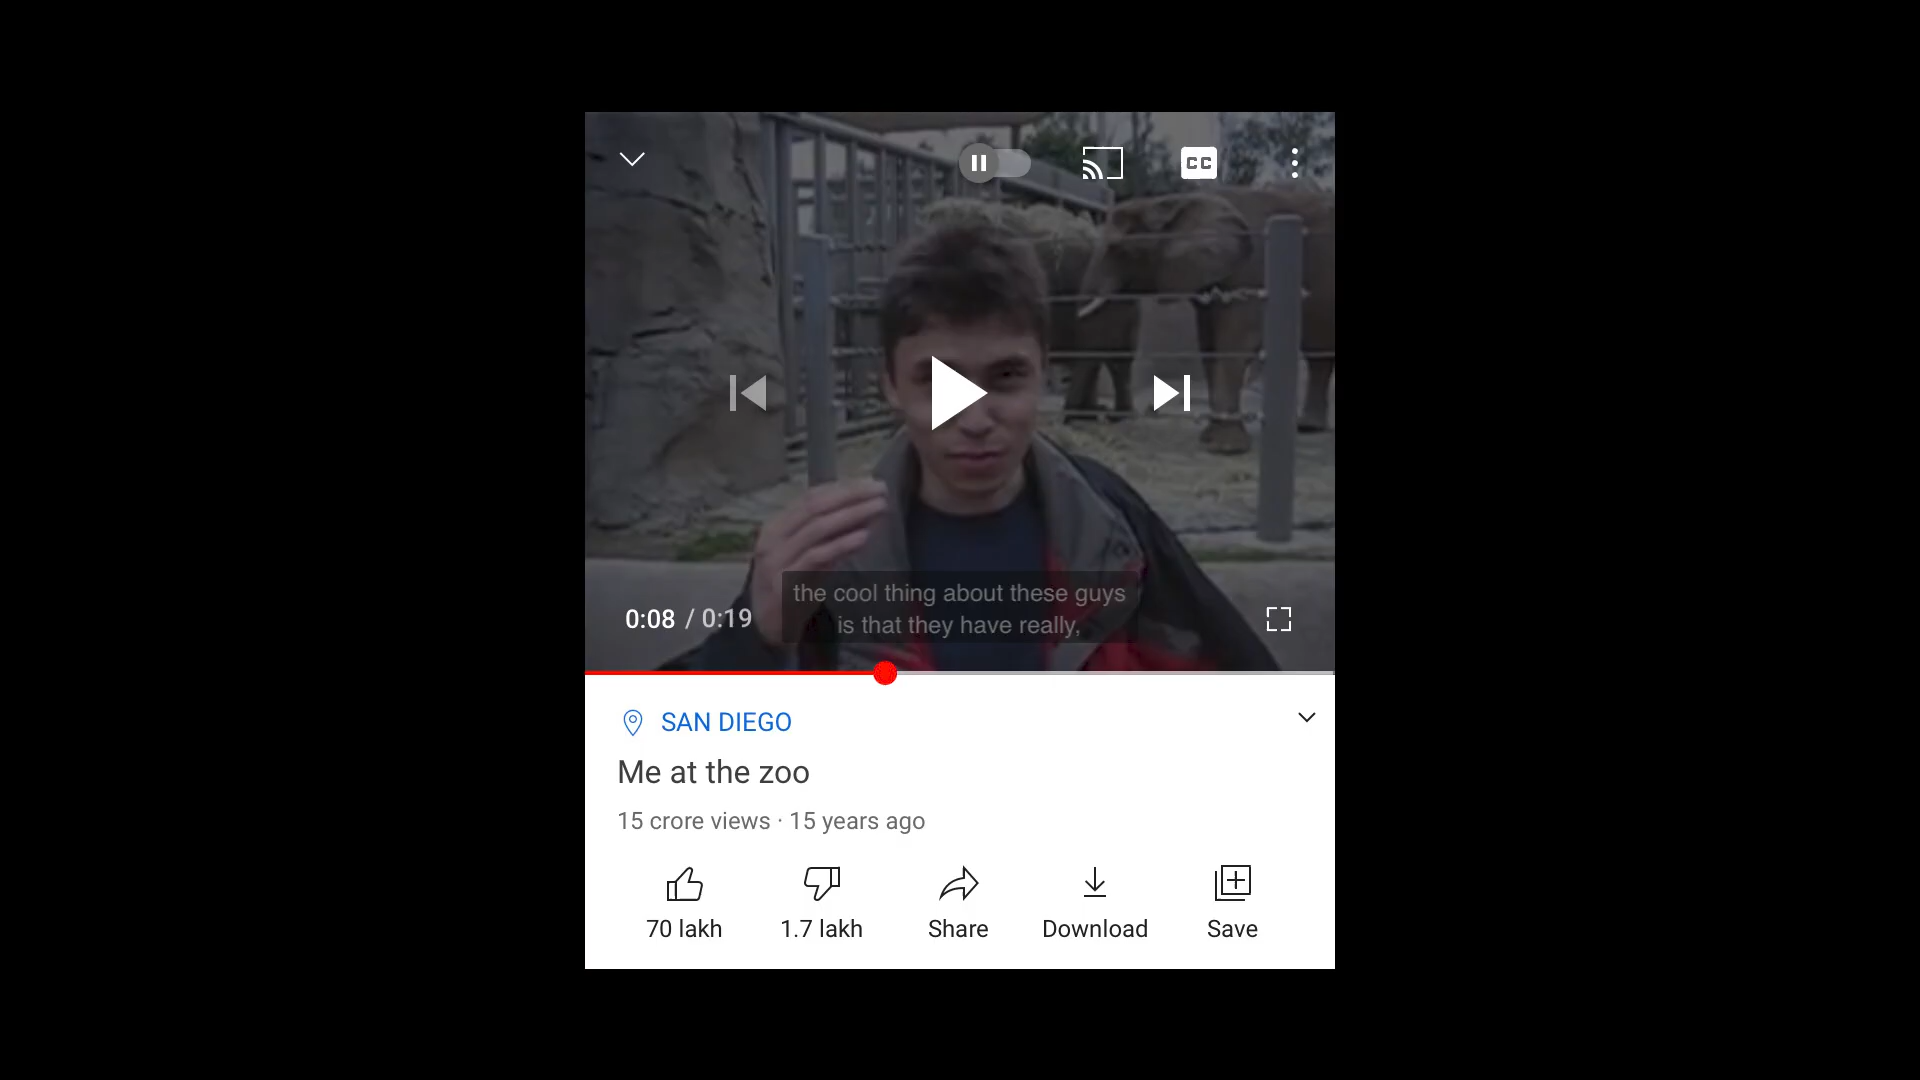 CC
the cool thing about these guys
is that they have really,
0:08 / 0:19
SAN DIEGO
Me at the zoo
15 crore views · 15 years ago
70 lakh
1.7 lakh
Share
Download
Save